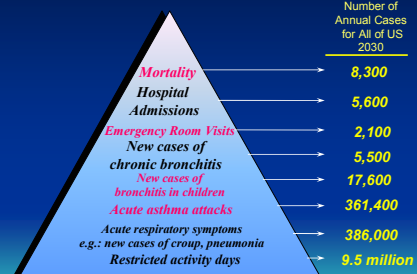 Number of
Annual Cases
for All of US
2030
Mortality 8,300
Hospital
Admissions 5,600
Emergency Room Visits 2,100
New cases of
chronic bronchitis 5,500
New cases of
bronchitis in children 17,600
Acute asthma attacks 361,400
Acute respiratory symptoms
e.g.: new cases of croup, pneumonia 386,000
Restricted activity days 9.5 million